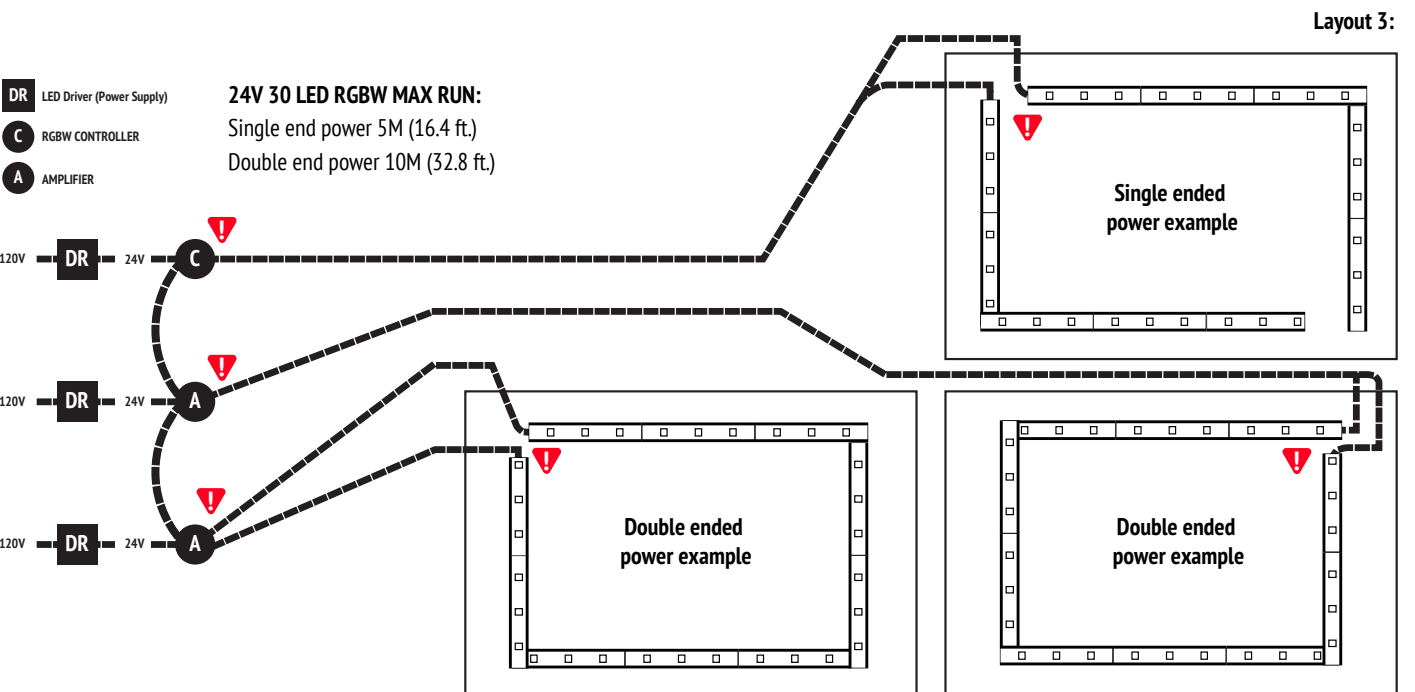 Layout 3:
DR LED Driver (Power Supply)
C RGBW CONTROLLER
A AMPLIFIER
24V 30 LED RGBW MAX RUN:
Single end power 5M (16.4 ft.)
Double end power 10M (32.8 ft.)
Single ended
power example
120V DR 24V C
120V DR 24V A
120V DR 24V A
Double ended
power example
Double ended
power example